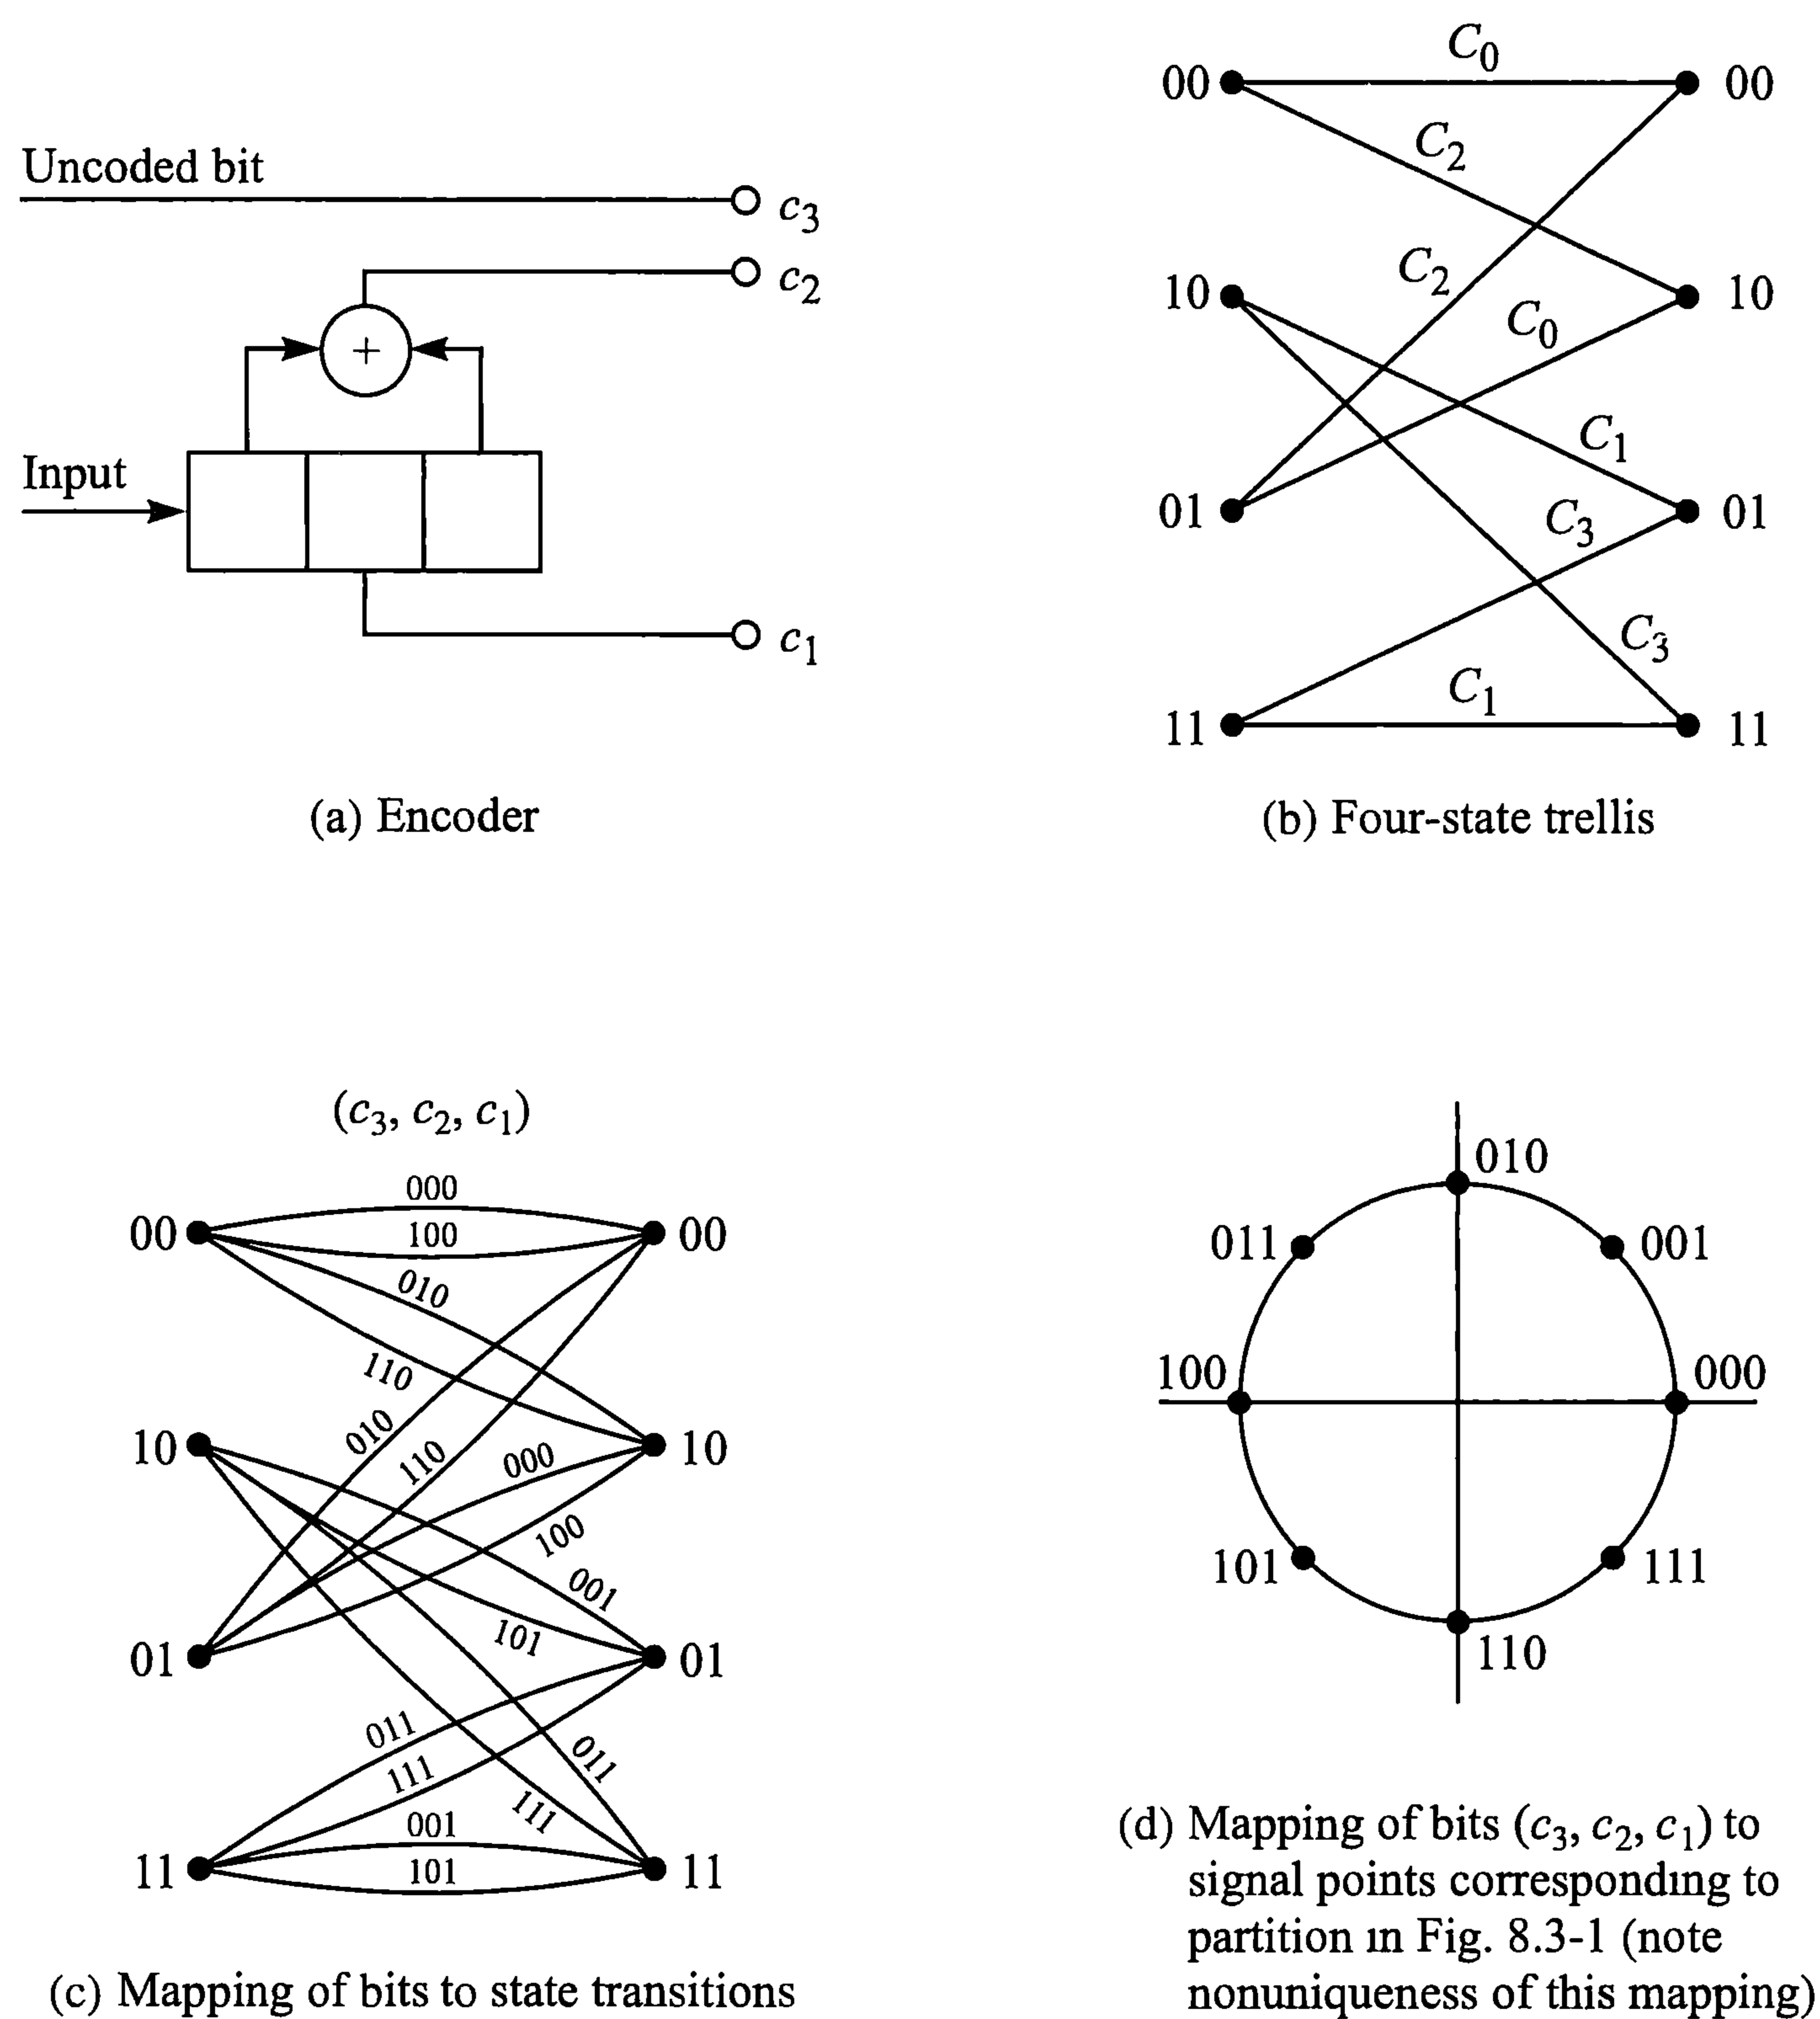 Uncoded bit
c3
c2
+
Input
c1
(a) Encoder
C0
00 00
C2
C2
10 10
C0
C1
01 01
C3
C3
C1
11 11
(b) Four-state trellis
(c3, c2, c1)
000
00 00
100
010
110
010
110
10 10
000
100
001
101
01 01
011
111
011
111
001
11 11
101
(c) Mapping of bits to state transitions
010
011 001
100 000
101 111
110
(d) Mapping of bits (c3, c2, c1) to
signal points corresponding to
partition in Fig. 8.3-1 (note
nonuniqueness of this mapping)